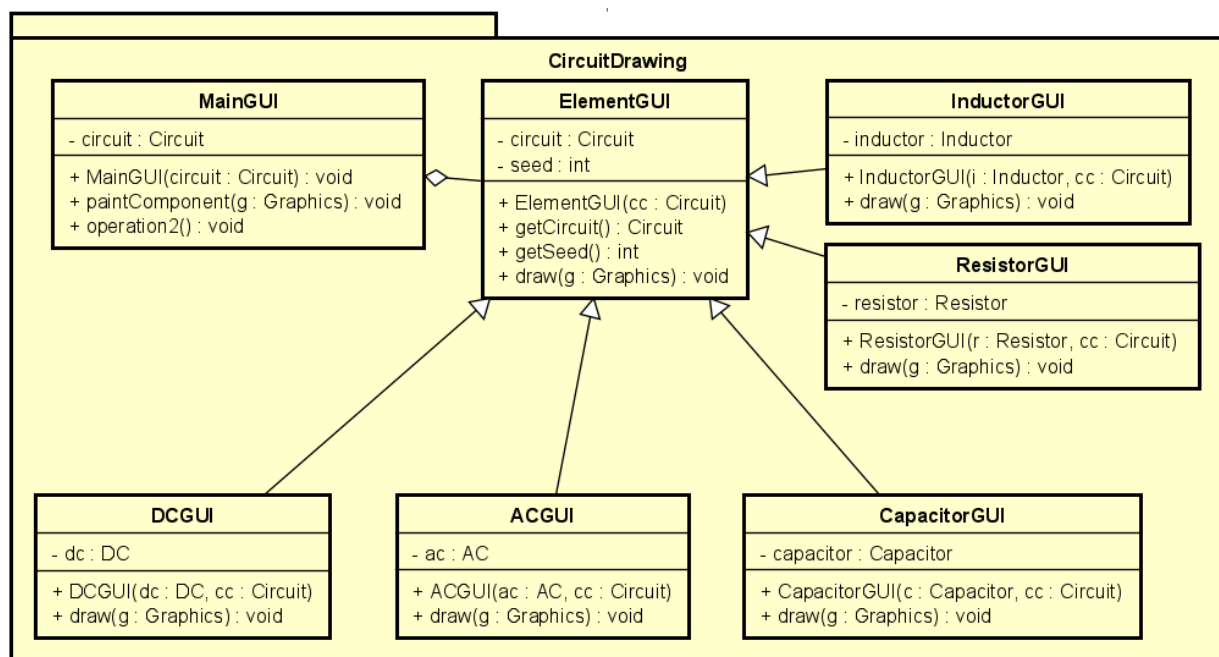 CircuitDrawing
MainGUI
- circuit : Circuit
+ MainGUI(circuit : Circuit) : void
+ paintComponent(g : Graphics) : void
+ operation2() : void
ElementGUI
- circuit : Circuit
- seed : int
+ ElementGUI(cc : Circuit)
+ getCircuit() : Circuit
+ getSeed() : int
+ draw(g : Graphics) : void
InductorGUI
- inductor : Inductor
+ InductorGUI(i : Inductor, cc : Circuit)
+ draw(g : Graphics) : void
ResistorGUI
- resistor : Resistor
+ ResistorGUI(r : Resistor, cc : Circuit)
+ draw(g : Graphics) : void
DCGUI
- dc : DC
+ DCGUI(dc : DC, cc : Circuit)
+ draw(g : Graphics) : void
ACGUI
- ac : AC
+ ACGUI(ac : AC, cc : Circuit)
+ draw(g : Graphics) : void
CapacitorGUI
- capacitor : Capacitor
+ CapacitorGUI(c : Capacitor, cc : Circuit)
+ draw(g : Graphics) : void